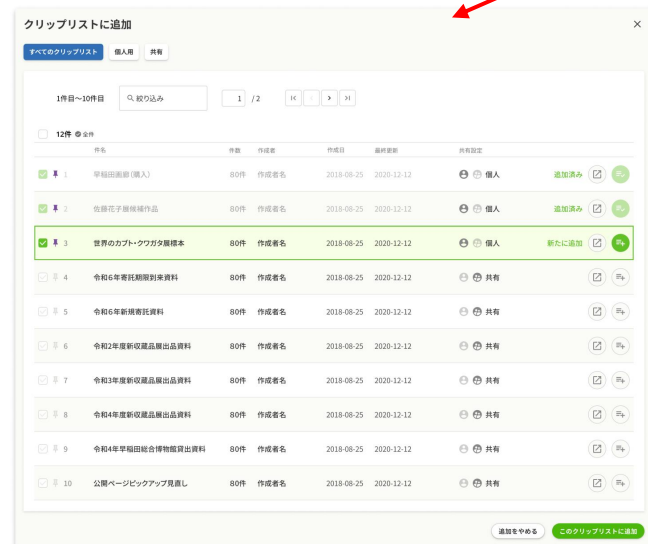 クリップリストに追加
すべてのクリップリスト 個人用 共有
1件目～10件目 絞り込み 1 / 2
12件 全件
件名 件数 作成者 作成日 最終更新 共有設定
1 早稲田画廊（購入） 80件 作成者名 2018-08-25 2020-12-12 個人 追加済み
2 佐藤花子展候補作品 80件 作成者名 2018-08-25 2020-12-12 個人 追加済み
3 世界のカブト・クワガタ展標本 80件 作成者名 2018-08-25 2020-12-12 個人 新たに追加
4 令和6年寄託期限到来資料 80件 作成者名 2018-08-25 2020-12-12 共有
5 令和6年新規寄託資料 80件 作成者名 2018-08-25 2020-12-12 共有
6 令和2年度新収蔵品展出品資料 80件 作成者名 2018-08-25 2020-12-12 共有
7 令和3年度新収蔵品展出品資料 80件 作成者名 2018-08-25 2020-12-12 共有
8 令和4年度新収蔵品展出品資料 80件 作成者名 2018-08-25 2020-12-12 共有
9 令和4年早稲田総合博物館貸出資料 80件 作成者名 2018-08-25 2020-12-12 共有
10 公開ページピックアップ見直し 80件 作成者名 2018-08-25 2020-12-12 共有
追加をやめる このクリップリストに追加